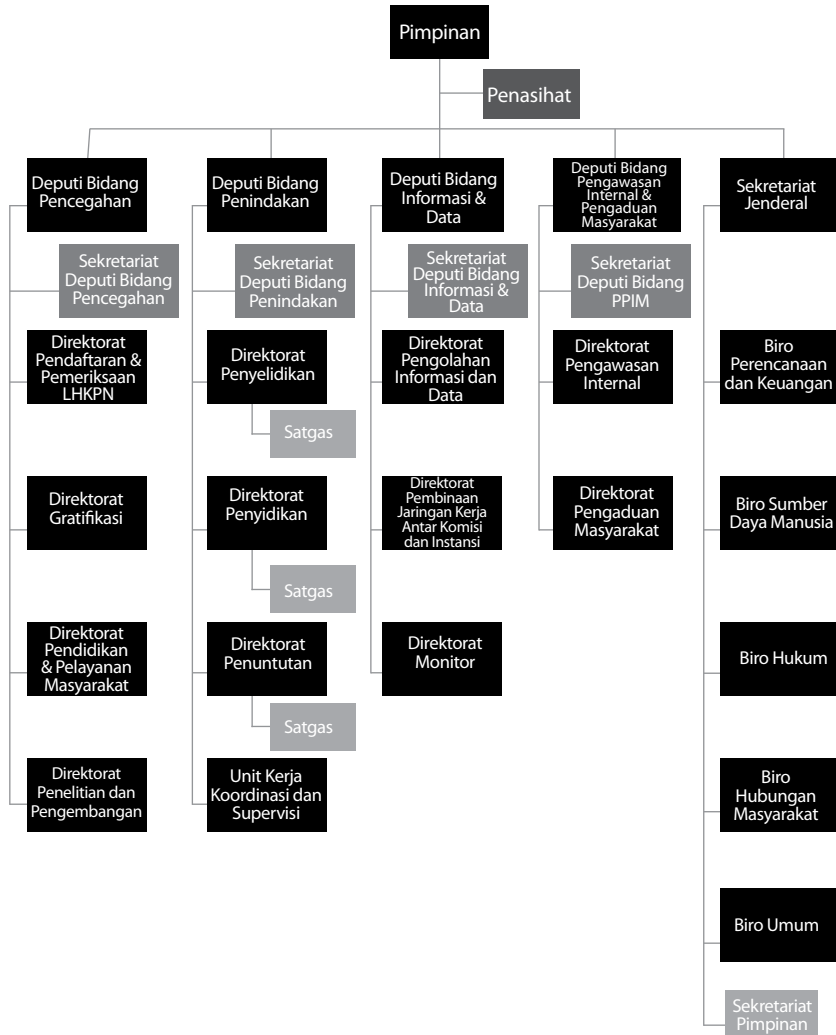 Pimpinan
Penasihat
Deputi Bidang
Pencegahan
Sekretariat
Deputi Bidang
Pencegahan
Direktorat
Pendaftaran &
Pemeriksaan
LHKPN
Direktorat
Gratifikasi
Direktorat
Pendidikan
& Pelayanan
Masyarakat
Direktorat
Penelitian dan
Pengembangan
Deputi Bidang
Penindakan
Sekretariat
Deputi Bidang
Penindakan
Direktorat
Penyelidikan
Satgas
Direktorat
Penyidikan
Satgas
Direktorat
Penuntutan
Satgas
Unit Kerja
Koordinasi dan
Supervisi
Deputi Bidang
Informasi &
Data
Sekretariat
Deputi Bidang
Informasi &
Data
Direktorat
Pengolahan
Informasi dan
Data
Direktorat
Pembinaan
Jaringan Kerja
Antar Komisi
dan Instansi
Direktorat
Monitor
Deputi Bidang
Pengawasan
Internal &
Pengaduan
Masyarakat
Sekretariat
Deputi Bidang
PPIM
Direktorat
Pengawasan
Internal
Direktorat
Pengaduan
Masyarakat
Sekretariat
Jenderal
Biro
Perencanaan
dan Keuangan
Biro Sumber
Daya Manusia
Biro Hukum
Biro
Hubungan
Masyarakat
Biro Umum
Sekretariat
Pimpinan